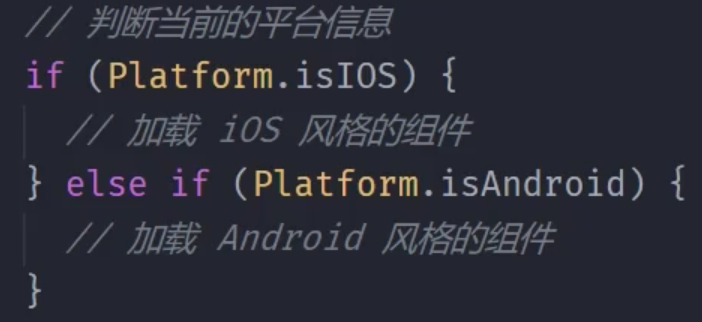 // 判断当前的平台信息
if (Platform.isIOS) {
// 加载 iOS 风格的组件
} else if (Platform.isAndroid) {
// 加载 Android 风格的组件
}